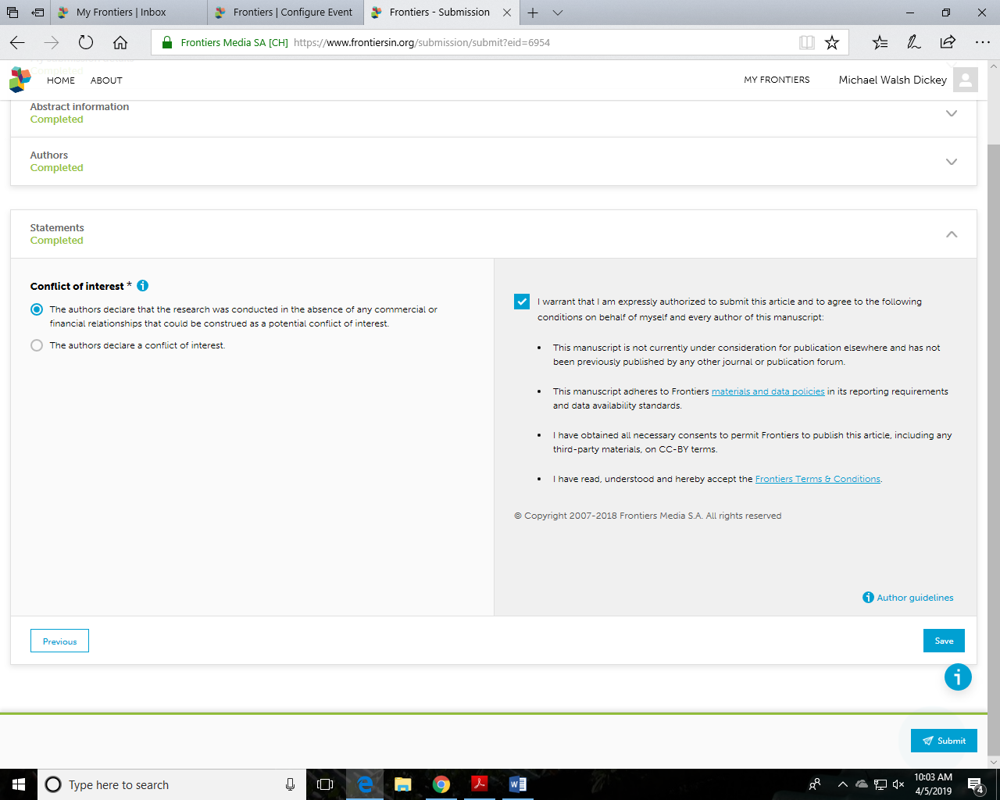 My Frontiers | Inbox
Frontiers | Configure Event
Frontiers - Submission
Frontiers Media SA [CH] https://www.frontiersin.org/submission/submit?eid=6954
HOME ABOUT
MY FRONTIERS Michael Walsh Dickey
Abstract information
Completed
Authors
Completed
Statements
Completed
Conflict of interest *
The authors declare that the research was conducted in the absence of any commercial or
financial relationships that could be construed as a potential conflict of interest.
The authors declare a conflict of interest.
I warrant that I am expressly authorized to submit this article and to agree to the following
conditions on behalf of myself and every author of this manuscript:
• This manuscript is not currently under consideration for publication elsewhere and has not
been previously published by any other journal or publication forum.
• This manuscript adheres to Frontiers materials and data policies in its reporting requirements
and data availability standards.
• I have obtained all necessary consents to permit Frontiers to publish this article, including any
third-party materials, on CC-BY terms.
• I have read, understood and hereby accept the Frontiers Terms & Conditions.
© Copyright 2007-2018 Frontiers Media S.A. All rights reserved
Author guidelines
Previous
Save
Submit
Type here to search
10:03 AM
4/5/2019
4